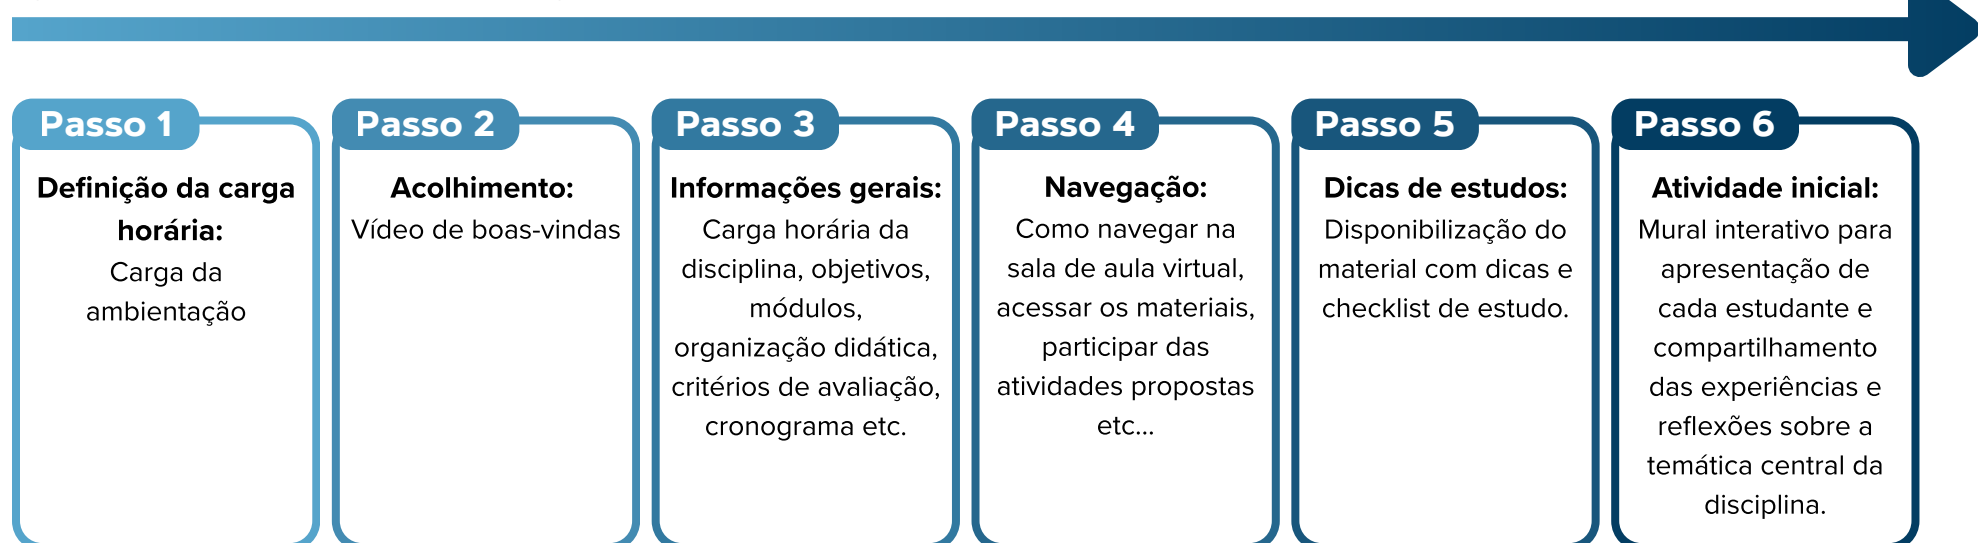 Passo 1
Definição da carga
horária:
Carga da
ambientação
Passo 2
Acolhimento:
Vídeo de boas-vindas
Passo 3
Informações gerais:
Carga horária da
disciplina, objetivos,
módulos,
organização didática,
critérios de avaliação,
cronograma etc.
Passo 4
Navegação:
Como navegar na
sala de aula virtual,
acessar os materiais,
participar das
atividades propostas
etc...
Passo 5
Dicas de estudos:
Disponibilização do
material com dicas e
checklist de estudo.
Passo 6
Atividade inicial:
Mural interativo para
apresentação de
cada estudante e
compartilhamento
das experiências e
reflexões sobre a
temática central da
disciplina.